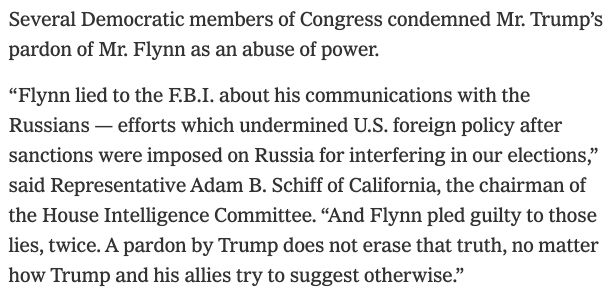 Several Democratic members of Congress condemned Mr. Trump’s
pardon of Mr. Flynn as an abuse of power.
“Flynn lied to the F.B.I. about his communications with the
Russians — efforts which undermined U.S. foreign policy after
sanctions were imposed on Russia for interfering in our elections,”
said Representative Adam B. Schiff of California, the chairman of
the House Intelligence Committee. “And Flynn pled guilty to those
lies, twice. A pardon by Trump does not erase that truth, no matter
how Trump and his allies try to suggest otherwise.”